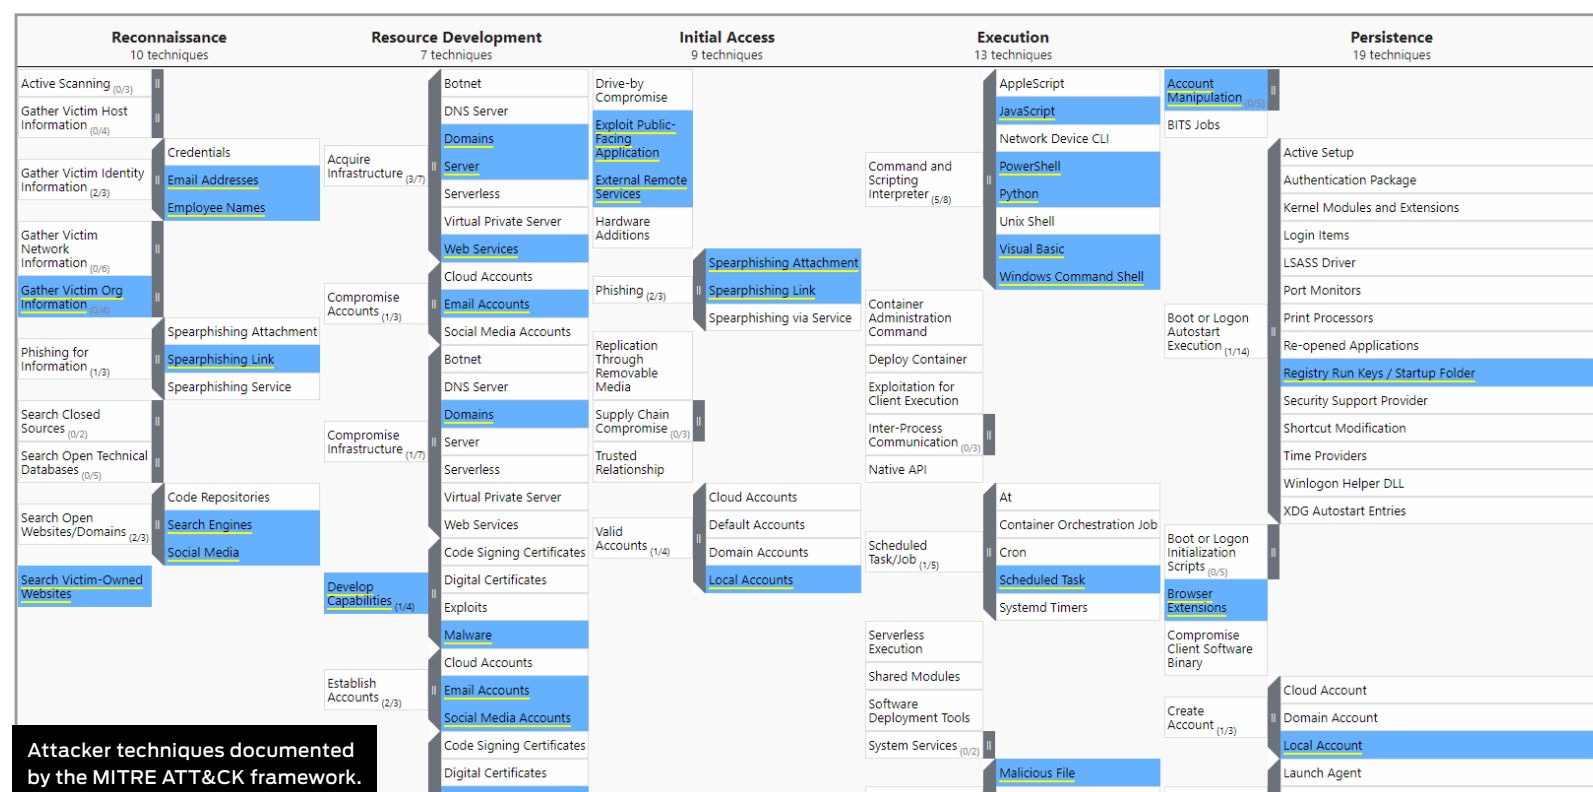 Reconnaissance
10 techniques
Active Scanning (0/3)
Gather Victim Host
Information (0/4)
Gather Victim Identity
Information (2/3)
Credentials
Email Addresses
Employee Names
Gather Victim
Network
Information (0/6)
Gather Victim Org
Information (0/4)
Phishing for
Information (1/3)
Spearphishing Attachment
Spearphishing Link
Spearphishing Service
Search Closed
Sources (0/2)
Search Open Technical
Databases (0/5)
Search Open
Websites/Domains (2/3)
Code Repositories
Search Engines
Social Media
Search Victim-Owned
Websites
Resource Development
7 techniques
Acquire
Infrastructure (3/7)
Botnet
DNS Server
Domains
Server
Serverless
Virtual Private Server
Web Services
Compromise
Accounts (1/3)
Cloud Accounts
Email Accounts
Social Media Accounts
Compromise
Infrastructure (1/7)
Botnet
DNS Server
Domains
Server
Serverless
Virtual Private Server
Web Services
Develop
Capabilities (1/4)
Code Signing Certificates
Digital Certificates
Exploits
Malware
Establish
Accounts (2/3)
Cloud Accounts
Email Accounts
Social Media Accounts
Code Signing Certificates
Digital Certificates
Initial Access
9 techniques
Drive-by
Compromise
Exploit Public-
Facing
Application
External Remote
Services
Hardware
Additions
Phishing (2/3)
Spearphishing Attachment
Spearphishing Link
Spearphishing via Service
Replication
Through
Removable
Media
Supply Chain
Compromise (0/3)
Trusted
Relationship
Valid
Accounts (1/4)
Cloud Accounts
Default Accounts
Domain Accounts
Local Accounts
Execution
13 techniques
Command and
Scripting
Interpreter (5/8)
AppleScript
JavaScript
Network Device CLI
PowerShell
Python
Unix Shell
Visual Basic
Windows Command Shell
Container
Administration
Command
Deploy Container
Exploitation for
Client Execution
Inter-Process
Communication (0/3)
Native API
Scheduled
Task/Job (1/5)
At
Container Orchestration Job
Cron
Scheduled Task
Systemd Timers
Serverless
Execution
Shared Modules
Software
Deployment Tools
System Services (0/2)
Malicious File
Persistence
19 techniques
Account
Manipulation (0/5)
BITS Jobs
Boot or Logon
Autostart
Execution (1/14)
Active Setup
Authentication Package
Kernel Modules and Extensions
Login Items
LSASS Driver
Port Monitors
Print Processors
Re-opened Applications
Registry Run Keys / Startup Folder
Security Support Provider
Shortcut Modification
Time Providers
Winlogon Helper DLL
XDG Autostart Entries
Boot or Logon
Initialization
Scripts (0/5)
Browser
Extensions
Compromise
Client Software
Binary
Create
Account (1/3)
Cloud Account
Domain Account
Local Account
Launch Agent
Attacker techniques documented
by the MITRE ATT&CK framework.